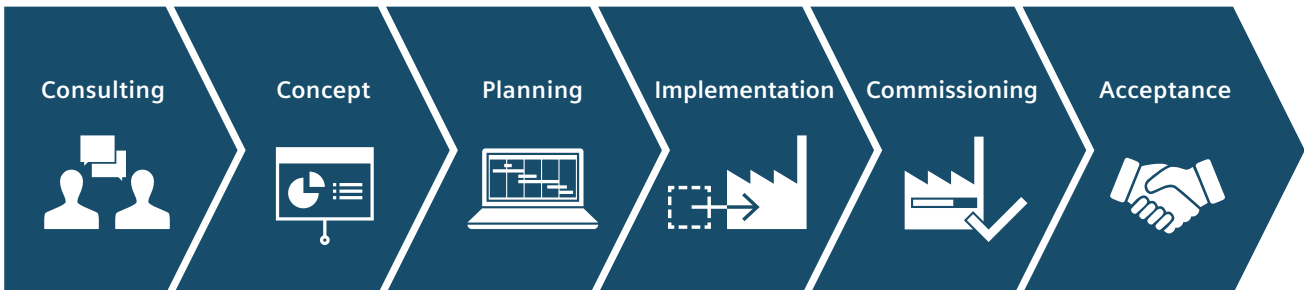 Consulting
Concept
Planning
Implementation
Commissioning
Acceptance